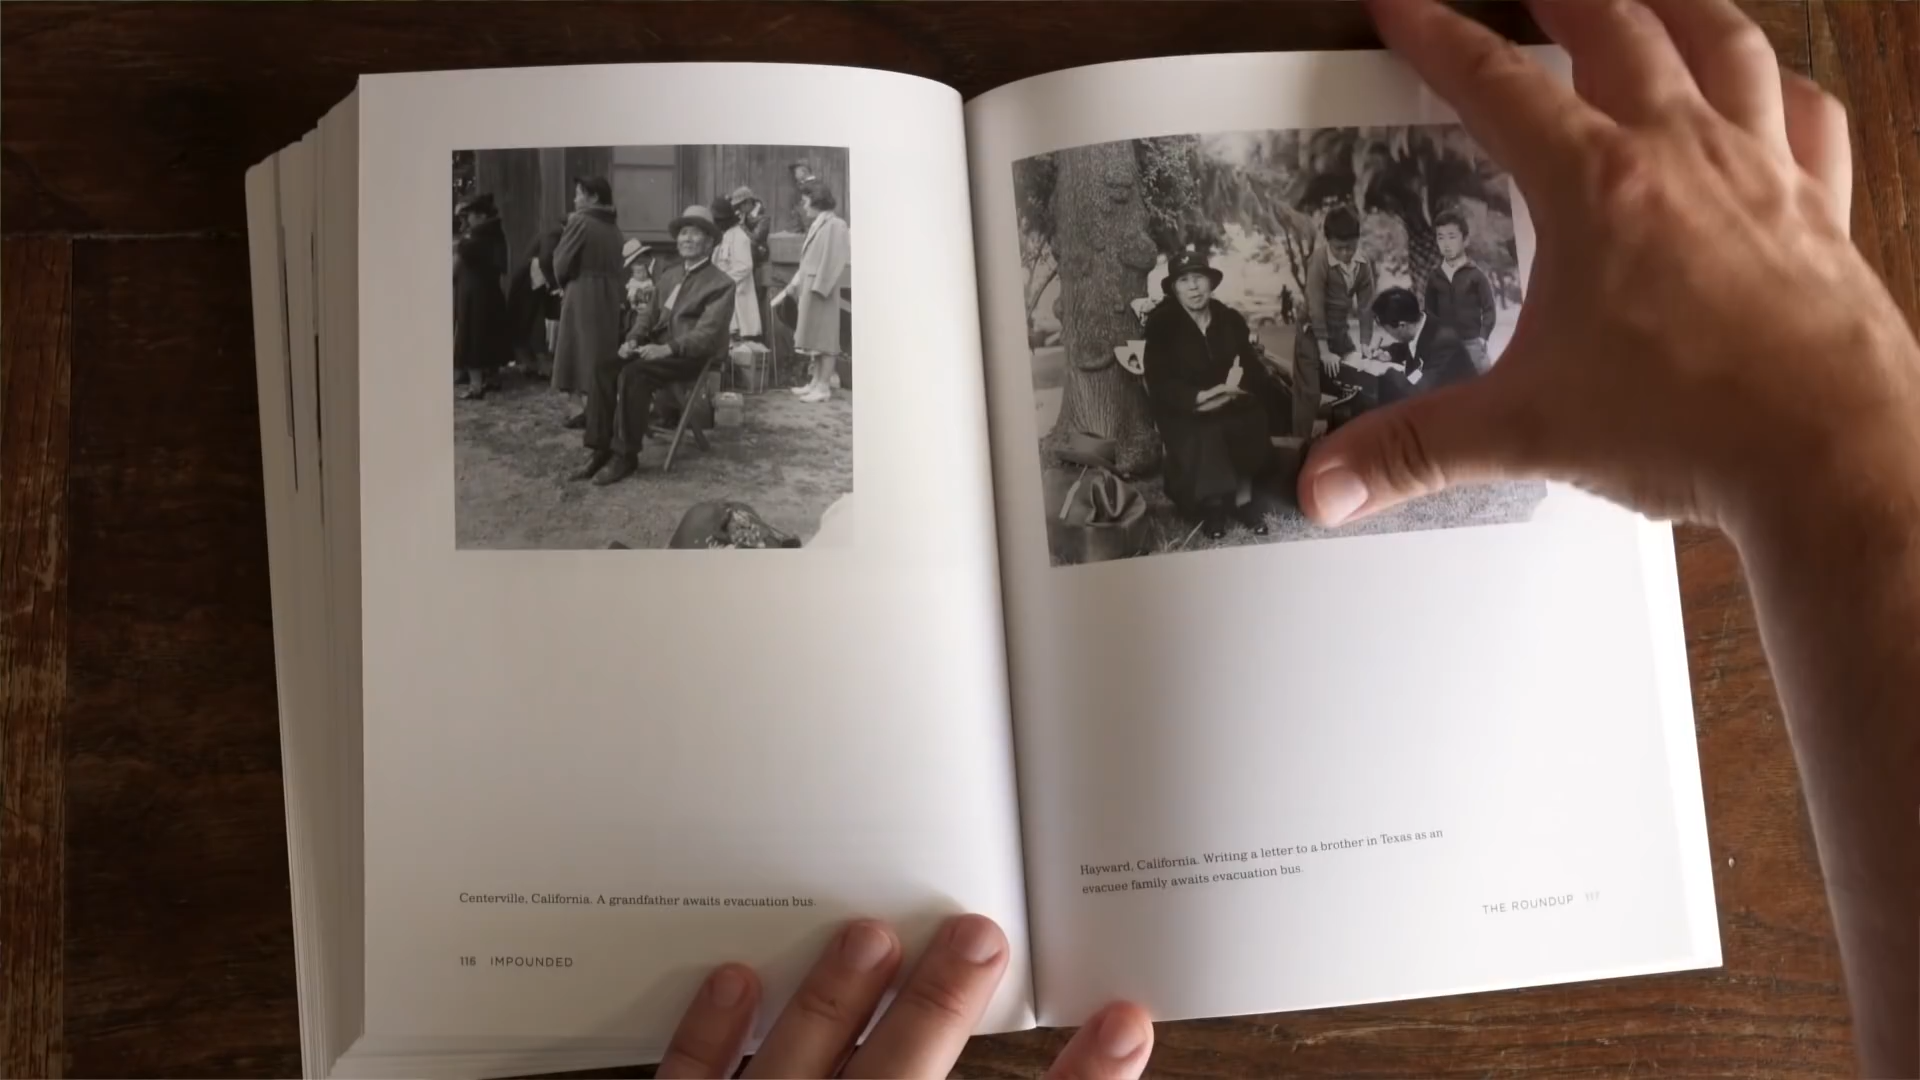 Centerville, California. A grandfather awaits evacuation bus.
116 IMPOUNDED
Hayward, California. Writing a letter to a brother in Texas as an
evacuee family awaits evacuation bus.
THE ROUNDUP 117